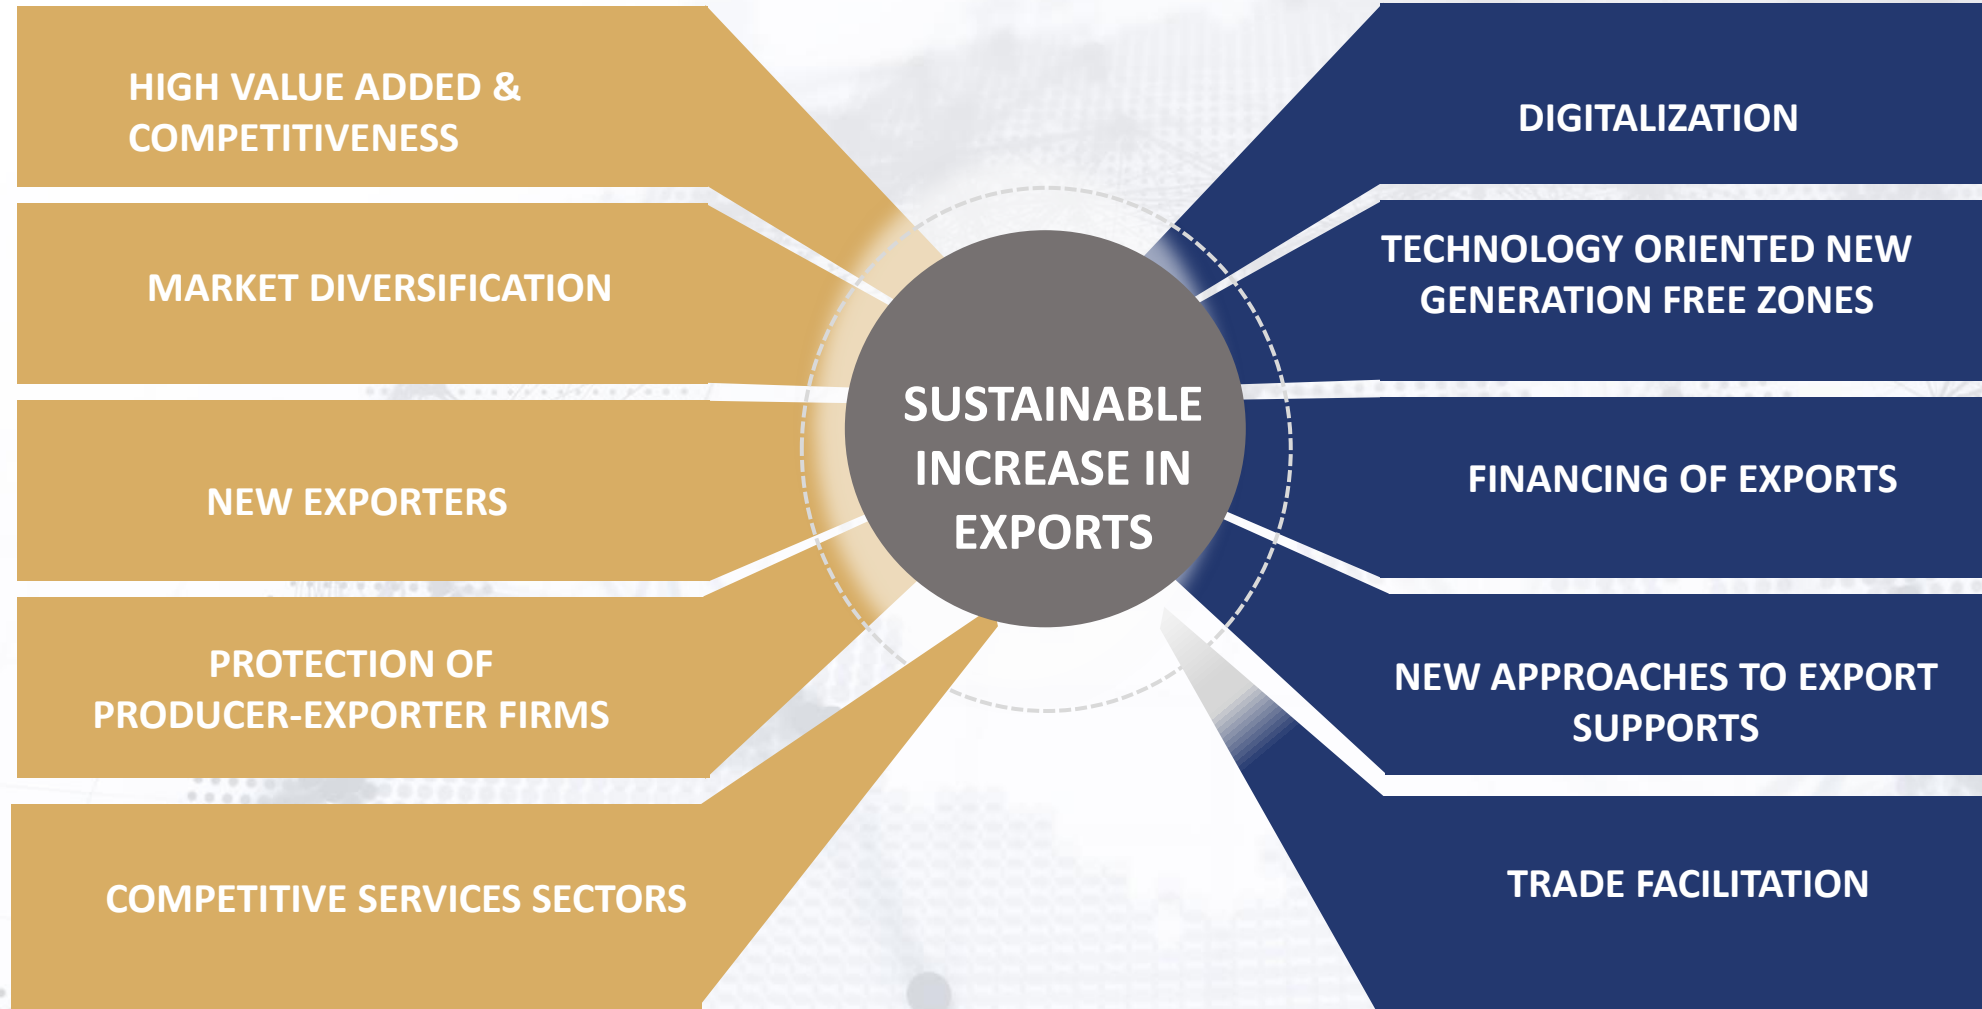 HIGH VALUE ADDED &
COMPETITIVENESS
MARKET DIVERSIFICATION
NEW EXPORTERS
PROTECTION OF
PRODUCER-EXPORTER FIRMS
COMPETITIVE SERVICES SECTORS
SUSTAINABLE
INCREASE IN
EXPORTS
DIGITALIZATION
TECHNOLOGY ORIENTED NEW
GENERATION FREE ZONES
FINANCING OF EXPORTS
NEW APPROACHES TO EXPORT
SUPPORTS
TRADE FACILITATION